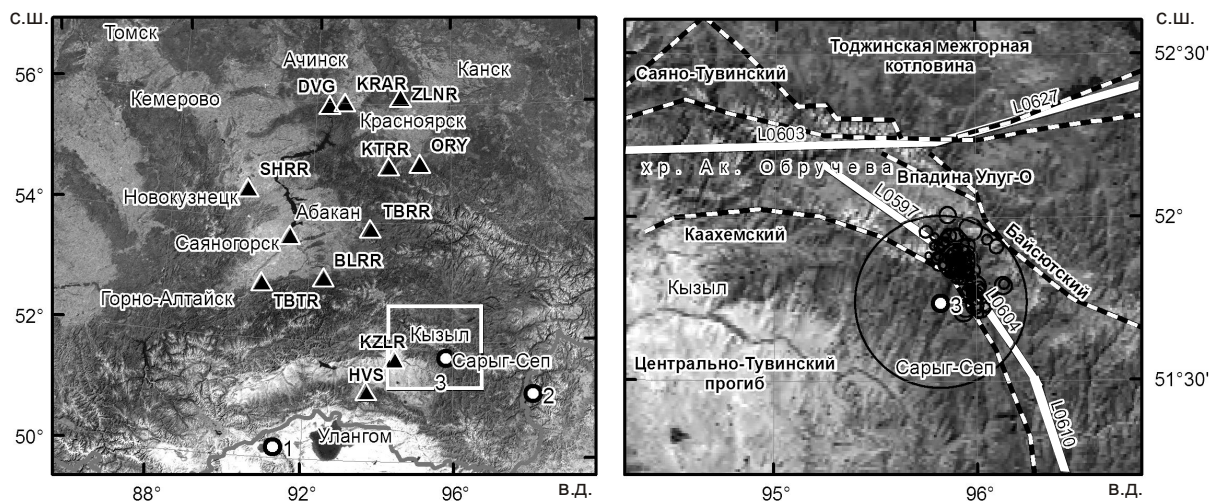 с.ш.
Томск
56°
Ачинск
Канск
DVG
KRAR
ZLNR
Кемерово
Красноярск
KTRR
ORY
SHRR
54°
Новокузнецк
Абакан
TBRR
Саяногорск
BLRR
Горно-Алтайск
TBTR
52°
KZLR
Кызыл
Сарыг-Сеп
3
HVS
2
50°
Улангом
1
88°
92°
96°
в.д.
с.ш.
52°30'
Тоджинская межгорная
котловина
Саяно-Тувинский
L0627
L0603
хр. Ак. Обручева
Впадина Улуг-О
L0597
52°
Каахемский
Байсютский
Кызыл
3
L0604
Центрально-Тувинский
прогиб
Сарыг-Сеп
51°30'
L0610
95°
96°
в.д.